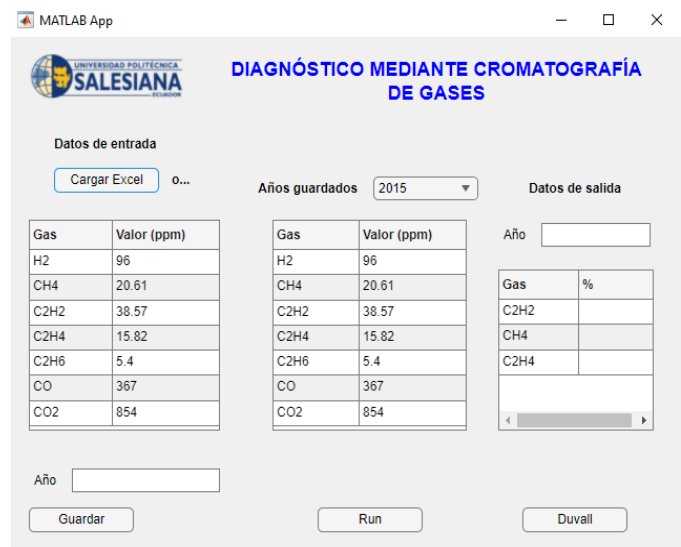 MATLAB App
UNIVERSIDAD POLITÉCNICA
SALESIANA
ECUADOR
DIAGNÓSTICO MEDIANTE CROMATOGRAFÍA
DE GASES
Datos de entrada
Cargar Excel o...
Años guardados 2015
Datos de salida
Gas Valor (ppm)
H2 96
CH4 20.61
C2H2 38.57
C2H4 15.82
C2H6 5.4
CO 367
CO2 854
Gas Valor (ppm)
H2 96
CH4 20.61
C2H2 38.57
C2H4 15.82
C2H6 5.4
CO 367
CO2 854
Año
Gas %
C2H2
CH4
C2H4
Año
Guardar
Run
Duvall